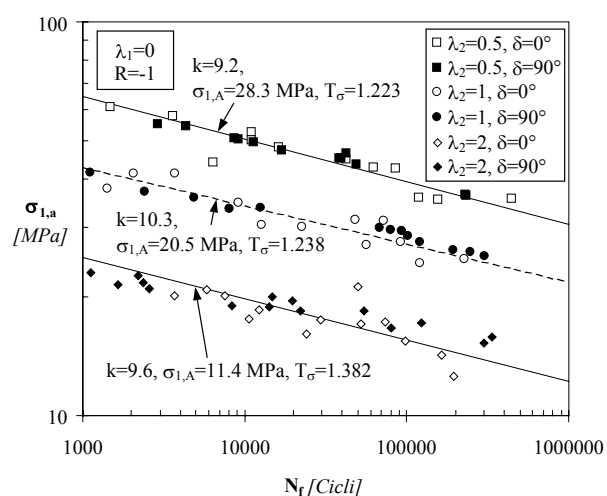 100
λ₁=0
R=-1
k=9.2,
σ₁,A=28.3 MPa, Tσ=1.223
□ λ₂=0.5, δ=0°
■ λ₂=0.5, δ=90°
○ λ₂=1, δ=0°
● λ₂=1, δ=90°
◇ λ₂=2, δ=0°
◆ λ₂=2, δ=90°
σ₁,a
[MPa]
k=10.3,
σ₁,A=20.5 MPa, Tσ=1.238
k=9.6, σ₁,A=11.4 MPa, Tσ=1.382
10
1000 10000 100000 1000000
Nf [Cicli]